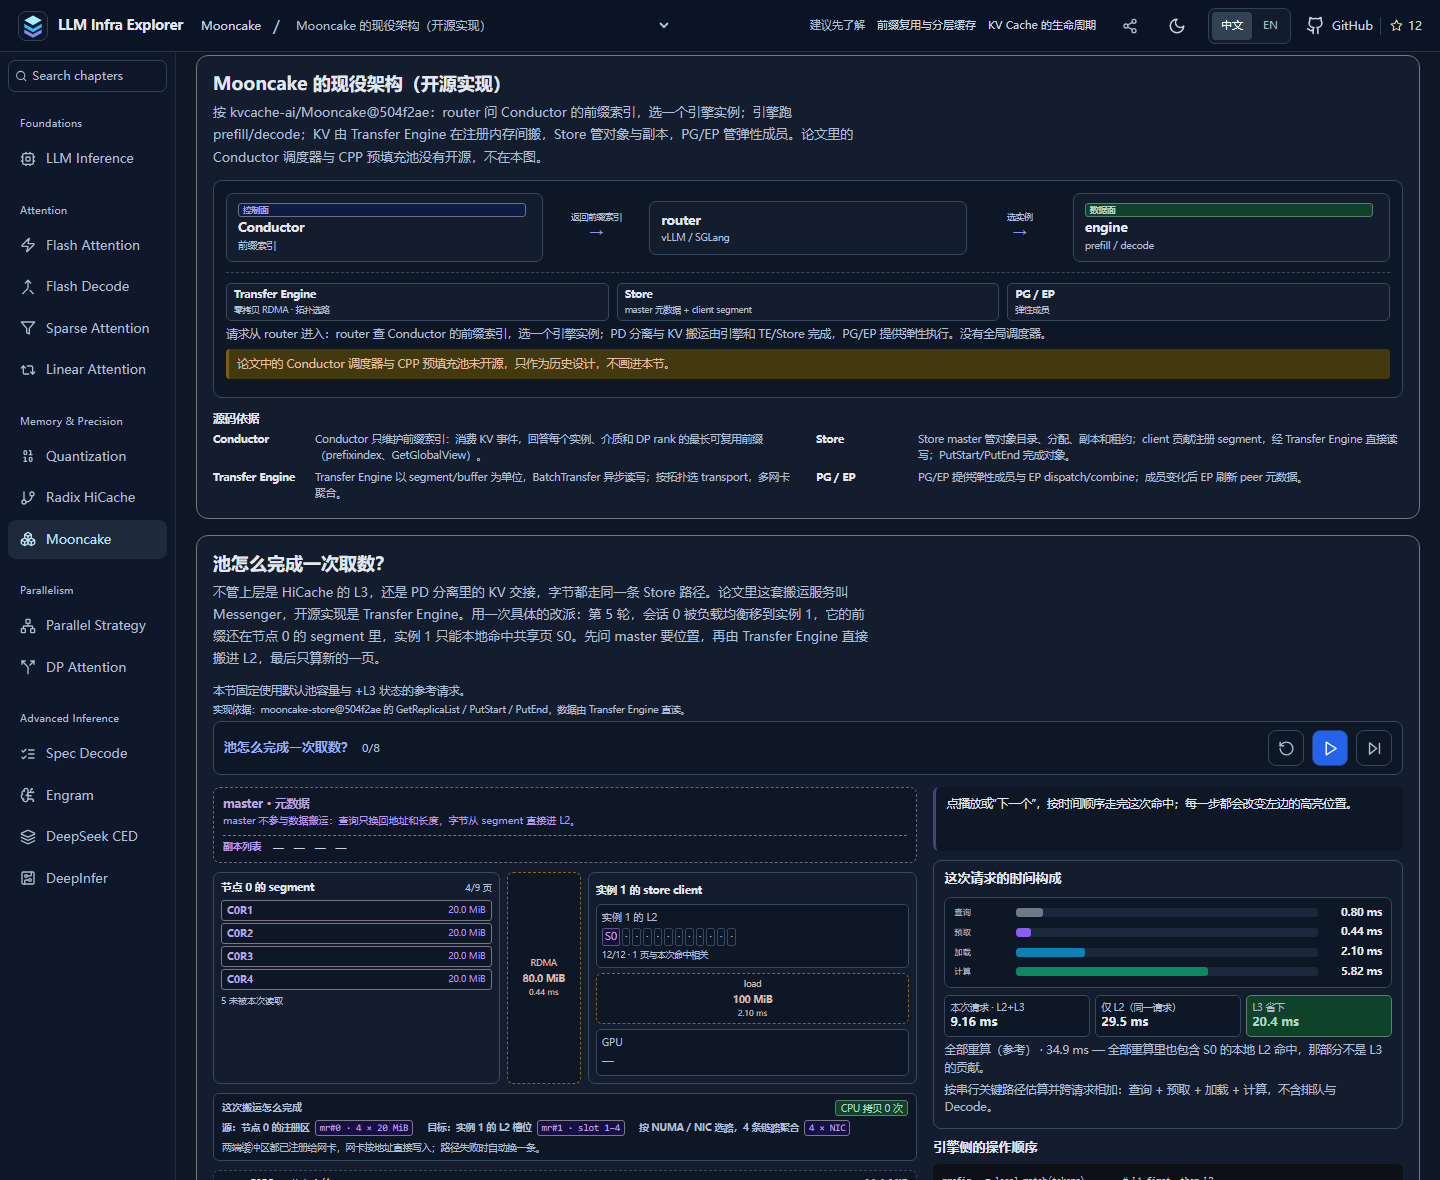 LLM Infra Explorer
Mooncake / Mooncake 的现役架构（开源实现）
建议先了解 前缀复用与分层缓存 KV Cache 的生命周期
中文 EN
GitHub
12
Search chapters
Foundations
LLM Inference
Attention
Flash Attention
Flash Decode
Sparse Attention
Linear Attention
Memory & Precision
Quantization
Radix HiCache
Mooncake
Parallelism
Parallel Strategy
DP Attention
Advanced Inference
Spec Decode
Engram
DeepSeek CED
DeepInfer
Mooncake 的现役架构（开源实现）
按 kvcache-ai/Mooncake@504f2ae：router 问 Conductor 的前缀索引，选一个引擎实例；引擎跑
prefill/decode；KV 由 Transfer Engine 在注册内存间搬，Store 管对象与副本，PG/EP 管弹性成员。论文里的
Conductor 调度器与 CPP 预填充池没有开源，不在本图。
控制面
Conductor
前缀索引
返回前缀索引
→
router
vLLM / SGLang
选实例
→
数据面
engine
prefill / decode
Transfer Engine
零拷贝 RDMA · 拓扑选路
Store
master 元数据 + client segment
PG / EP
弹性成员
请求从 router 进入：router 查 Conductor 的前缀索引，选一个引擎实例；PD 分离与 KV 搬运由引擎和 TE/Store 完成，PG/EP 提供弹性执行。没有全局调度器。
论文中的 Conductor 调度器与 CPP 预填充池未开源，只作为历史设计，不画进本节。
源码依据
Conductor
Conductor 只维护前缀索引：消费 KV 事件，回答每个实例、介质和 DP rank 的最长可复用前缀
（prefixindex、GetGlobalView）。
Store
Store master 管对象目录、分配、副本和租约；client 贡献注册 segment，经 Transfer Engine 直接读
写；PutStart/PutEnd 完成对象。
Transfer Engine
Transfer Engine 以 segment/buffer 为单位，BatchTransfer 异步读写；按拓扑选 transport，多网卡
聚合。
PG / EP
PG/EP 提供弹性成员与 EP dispatch/combine；成员变化后 EP 刷新 peer 元数据。
池怎么完成一次取数？
不管上层是 HiCache 的 L3，还是 PD 分离里的 KV 交接，字节都走同一条 Store 路径。论文里这套搬运服务叫
Messenger，开源实现是 Transfer Engine。用一次具体的改派：第 5 轮，会话 0 被负载均衡移到实例 1，它的前
缀还在节点 0 的 segment 里，实例 1 只能本地命中共享页 S0。先问 master 要位置，再由 Transfer Engine 直接
搬进 L2，最后只算新的一页。
本节固定使用默认池容量与 +L3 状态的参考请求。
实现依据：mooncake-store@504f2ae 的 GetReplicaList / PutStart / PutEnd，数据由 Transfer Engine 直读。
池怎么完成一次取数？ 0/8
master · 元数据
master 不参与数据搬运：查询只换回地址和长度，字节从 segment 直接进 L2。
副本列表 — — — —
节点 0 的 segment 4/9 页
C0R1 20.0 MiB
C0R2 20.0 MiB
C0R3 20.0 MiB
C0R4 20.0 MiB
5 未被本次读取
RDMA
80.0 MiB
0.44 ms
实例 1 的 store client
实例 1 的 L2
S0 · · · · · · · · · · ·
12/12 · 1 页与本次命中相关
load
100 MiB
2.10 ms
GPU
—
这次搬运怎么完成
CPU 拷贝 0 次
源：节点 0 的注册区 mr#0 · 4 × 20 MiB 目标：实例 1 的 L2 槽位 mr#1 · slot 1–4 按 NUMA / NIC 选路，4 条链路聚合 4 × NIC
两端缓冲区都已注册给网卡，网卡按地址直接写入；路径失败时自动换一条。
点播放或“下一个”，按时间顺序走完这次命中；每一步都会改变左边的高亮位置。
这次请求的时间构成
查询 0.80 ms
预取 0.44 ms
加载 2.10 ms
计算 5.82 ms
本次请求 · L2+L3
9.16 ms
仅 L2（同一请求）
29.5 ms
L3 省下
20.4 ms
全部重算（参考）· 34.9 ms — 全部重算里也包含 S0 的本地 L2 命中，那部分不是 L3
的贡献。
按串行关键路径估算并跨请求相加：查询 + 预取 + 加载 + 计算，不含排队与
Decode。
引擎侧的操作顺序